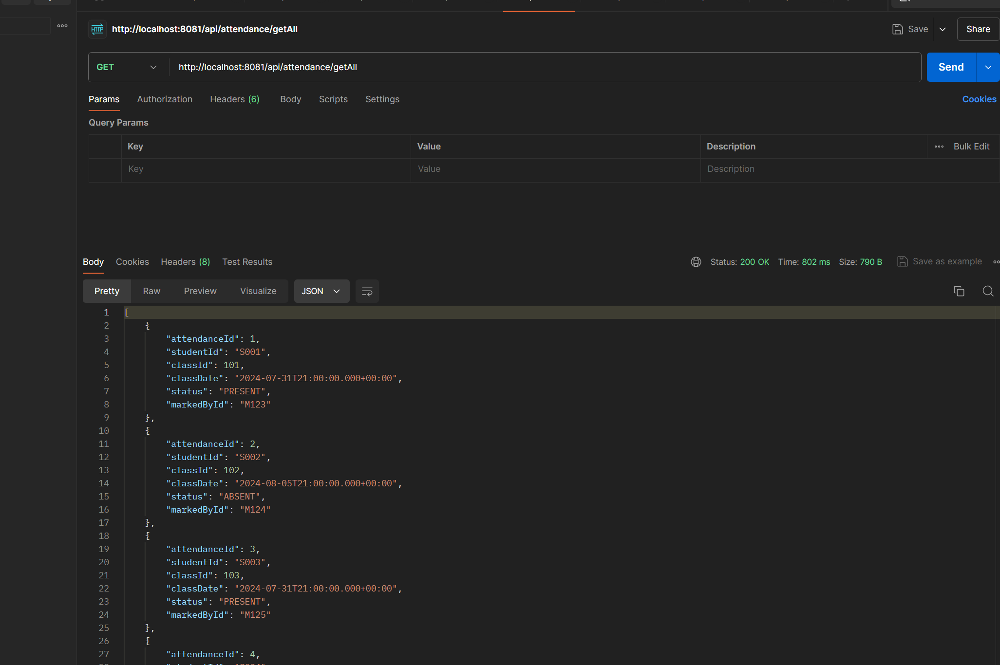 http://localhost:8081/api/attendance/getAll
Save
Share
GET
http://localhost:8081/api/attendance/getAll
Send
Params Authorization Headers (6) Body Scripts Settings
Cookies
Query Params
Key Value Description Bulk Edit
Key Value Description
Body Cookies Headers (8) Test Results
Status: 200 OK Time: 802 ms Size: 790 B Save as example
Pretty Raw Preview Visualize JSON
1 [
2 {
3 "attendanceId": 1,
4 "studentId": "S001",
5 "classId": 101,
6 "classDate": "2024-07-31T21:00:00.000+00:00",
7 "status": "PRESENT",
8 "markedById": "M123"
9 },
10 {
11 "attendanceId": 2,
12 "studentId": "S002",
13 "classId": 102,
14 "classDate": "2024-08-05T21:00:00.000+00:00",
15 "status": "ABSENT",
16 "markedById": "M124"
17 },
18 {
19 "attendanceId": 3,
20 "studentId": "S003",
21 "classId": 103,
22 "classDate": "2024-07-31T21:00:00.000+00:00",
23 "status": "PRESENT",
24 "markedById": "M125"
25 },
26 {
27 "attendanceId": 4,